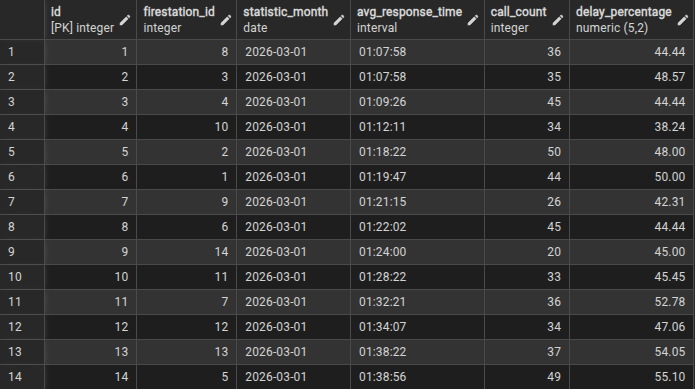 id firestation_id statistic_month avg_response_time call_count delay_percentage
[PK] integer integer date interval integer numeric (5,2)
1 1 8 2026-03-01 01:07:58 36 44.44
2 2 3 2026-03-01 01:07:58 35 48.57
3 3 4 2026-03-01 01:09:26 45 44.44
4 4 10 2026-03-01 01:12:11 34 38.24
5 5 2 2026-03-01 01:18:22 50 48.00
6 6 1 2026-03-01 01:19:47 44 50.00
7 7 9 2026-03-01 01:21:15 26 42.31
8 8 6 2026-03-01 01:22:02 45 44.44
9 9 14 2026-03-01 01:24:00 20 45.00
10 10 11 2026-03-01 01:28:22 33 45.45
11 11 7 2026-03-01 01:32:21 36 52.78
12 12 12 2026-03-01 01:34:07 34 47.06
13 13 13 2026-03-01 01:38:22 37 54.05
14 14 5 2026-03-01 01:38:56 49 55.10